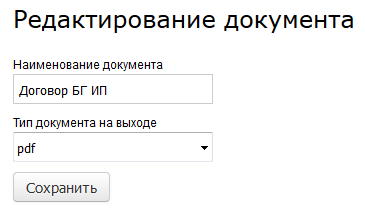 Редактирование документа
Наименование документа
Договор БГ ИП
Тип документа на выходе
pdf
Сохранить